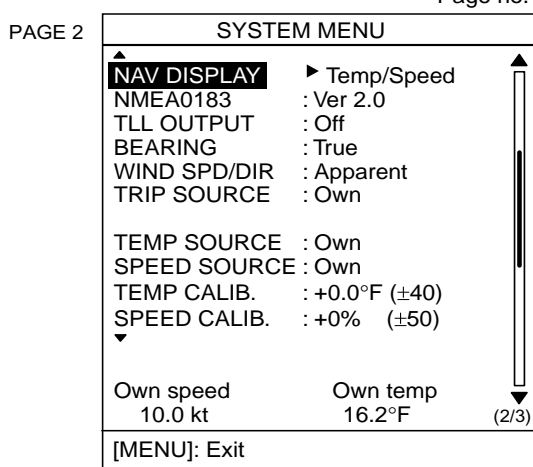 Page no.
PAGE 2
SYSTEM MENU
NAV DISPLAY Temp/Speed
NMEA0183 : Ver 2.0
TLL OUTPUT : Off
BEARING : True
WIND SPD/DIR : Apparent
TRIP SOURCE : Own
TEMP SOURCE : Own
SPEED SOURCE : Own
TEMP CALIB. : +0.0°F (±40)
SPEED CALIB. : +0% (±50)
Own speed Own temp
10.0 kt 16.2°F (2/3)
[MENU]: Exit